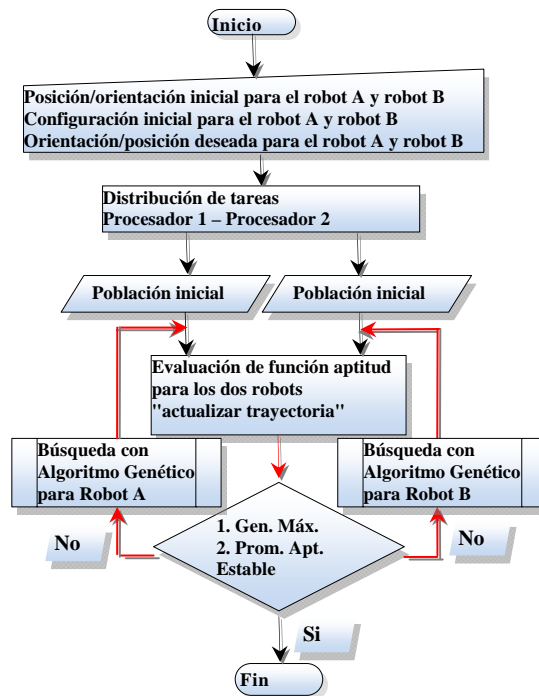 Inicio
Posición/orientación inicial para el robot A y robot B
Configuración inicial para el robot A y robot B
Orientación/posición deseada para el robot A y robot B
Distribución de tareas
Procesador 1 – Procesador 2
Población inicial
Población inicial
Evaluación de función aptitud
para los dos robots
"actualizar trayectoria"
Búsqueda con
Algoritmo Genético
para Robot A
Búsqueda con
Algoritmo Genético
para Robot B
1. Gen. Máx.
2. Prom. Apt.
Estable
No
No
Si
Fin